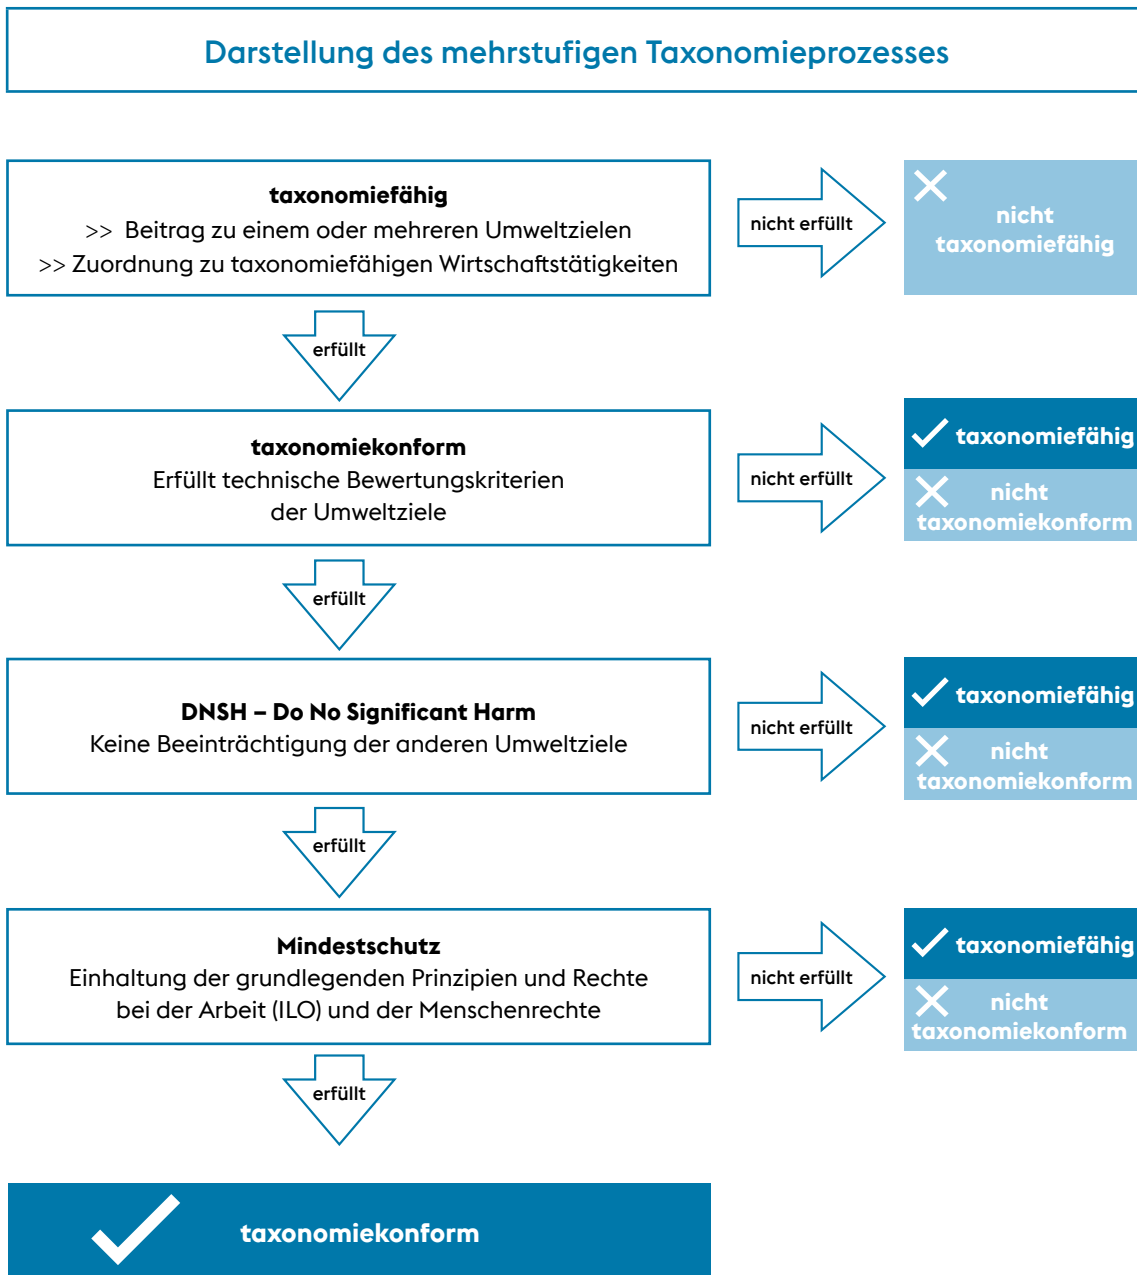 Darstellung des mehrstufigen Taxonomieprozesses
taxonomiefähig
>> Beitrag zu einem oder mehreren Umweltzielen
>> Zuordnung zu taxonomiefähigen Wirtschaftstätigkeiten
nicht erfüllt
nicht
taxonomiefähig
erfüllt
taxonomiekonform
Erfüllt technische Bewertungskriterien
der Umweltziele
nicht erfüllt
taxonomiefähig
nicht
taxonomiekonform
erfüllt
DNSH – Do No Significant Harm
Keine Beeinträchtigung der anderen Umweltziele
nicht erfüllt
taxonomiefähig
nicht
taxonomiekonform
erfüllt
Mindestschutz
Einhaltung der grundlegenden Prinzipien und Rechte
bei der Arbeit (ILO) und der Menschenrechte
nicht erfüllt
taxonomiefähig
nicht
taxonomiekonform
erfüllt
taxonomiekonform